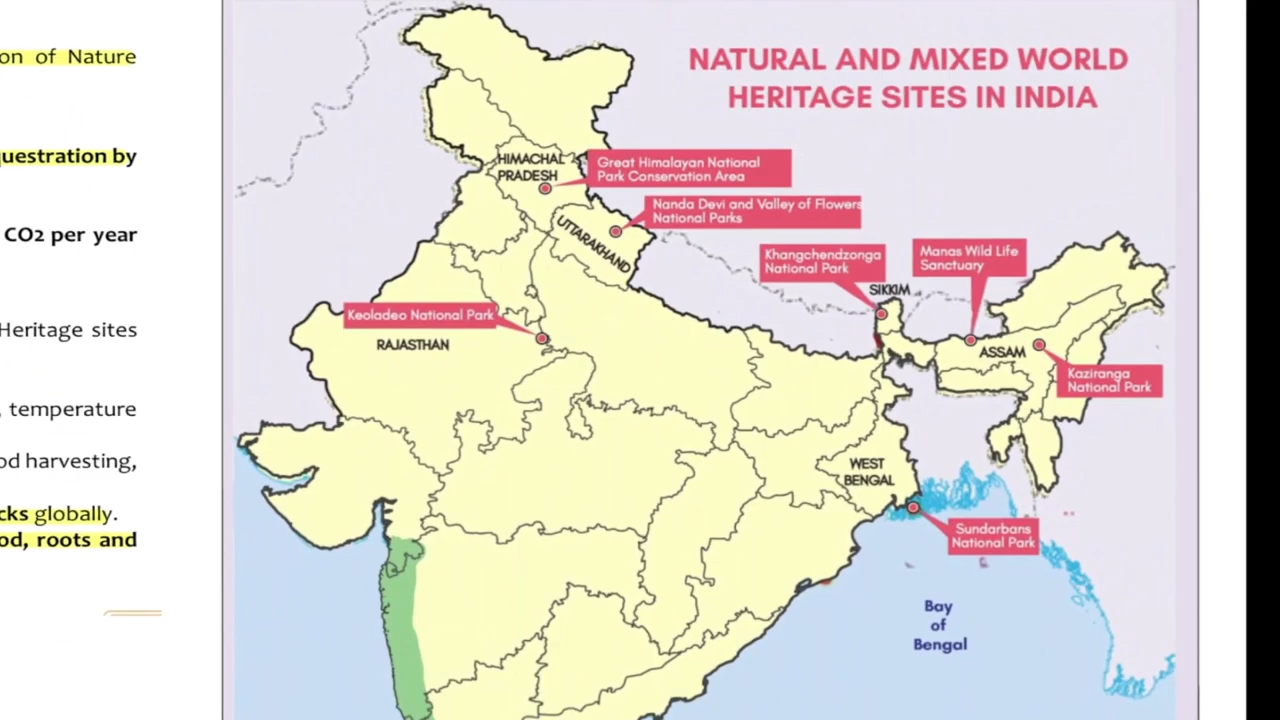 on of Nature
questration by
CO2 per year
Heritage sites
, temperature
od harvesting,
cks globally.
od, roots and
NATURAL AND MIXED WORLD
HERITAGE SITES IN INDIA
HIMACHAL
PRADESH
Great Himalayan National
Park Conservation Area
Nanda Devi and Valley of Flowers
National Parks
UTTARAKHAND
Khangchendzonga
National Park
Manas Wild Life
Sanctuary
SIKKIM
Keoladeo National Park
RAJASTHAN
ASSAM
Kaziranga
National Park
WEST
BENGAL
Sundarbans
National Park
Bay
of
Bengal